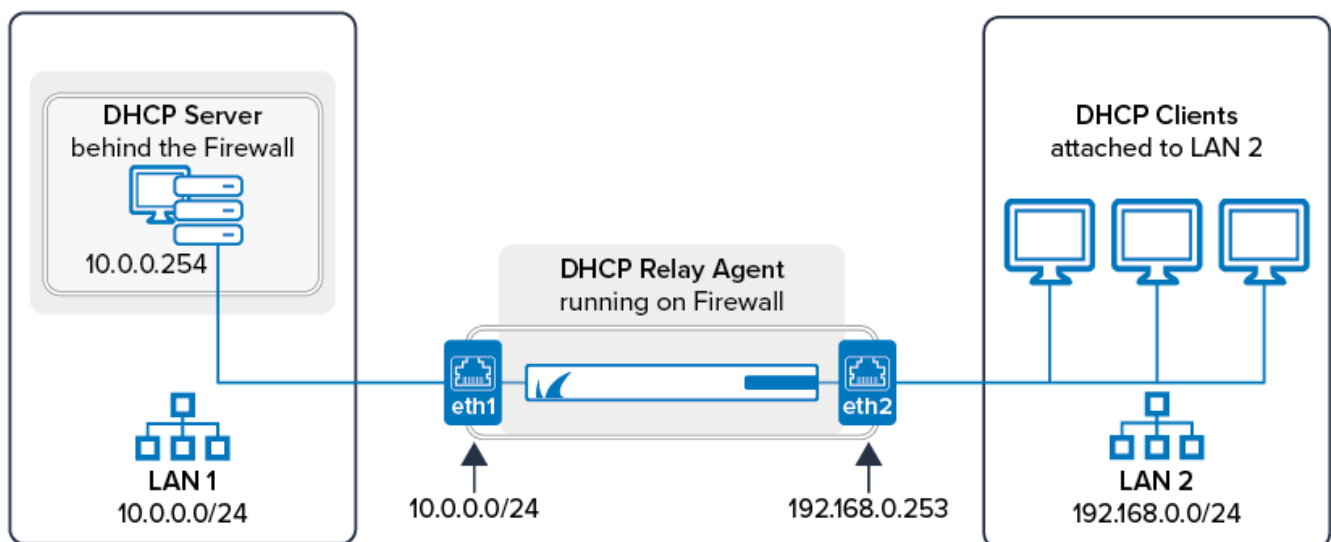 DHCP Server
behind the Firewall
10.0.0.254
LAN 1
10.0.0.0/24
DHCP Relay Agent
running on Firewall
eth1
eth2
10.0.0.0/24
192.168.0.253
DHCP Clients
attached to LAN 2
LAN 2
192.168.0.0/24